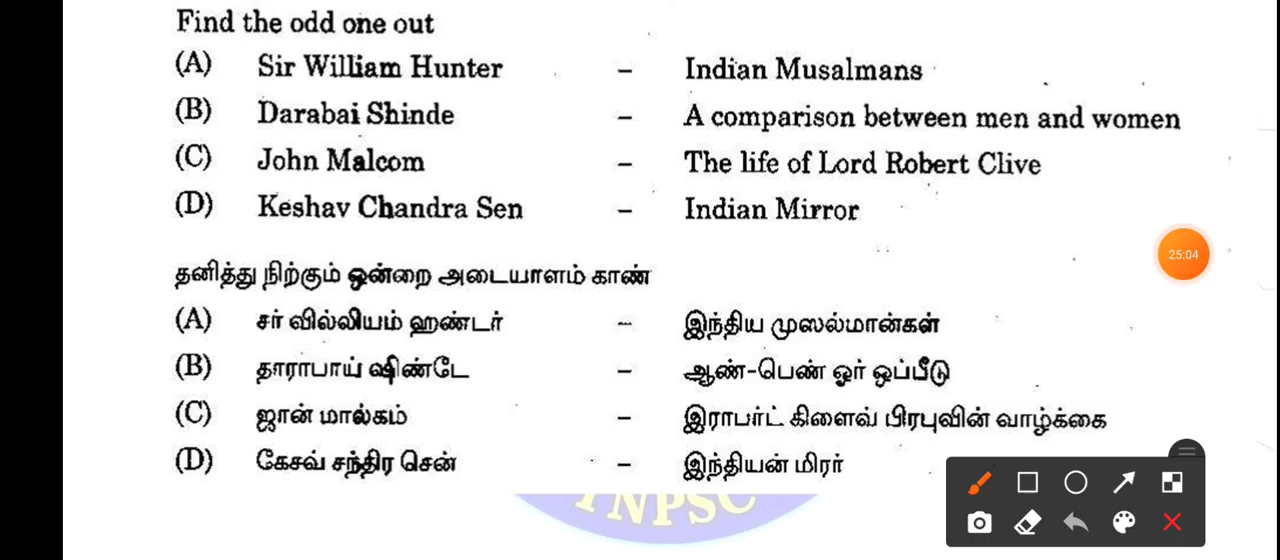 Find the odd one out
(A) Sir William Hunter – Indian Musalmans
(B) Darabai Shinde – A comparison between men and women
(C) John Malcom – The life of Lord Robert Clive
(D) Keshav Chandra Sen – Indian Mirror
தனித்து நிற்கும் ஒன்றை அடையாளம் காண்
(A) சர் வில்லியம் ஹண்டர் – இந்திய முஸல்மான்கள்
(B) தாராபாய் ஷிண்டே – ஆண்-பெண் ஓர் ஒப்பீடு
(C) ஜான் மால்கம் – இராபர்ட் கிளைவ் பிரபுவின் வாழ்க்கை
(D) கேசவ் சந்திர சென் – இந்தியன் மிரர்
TNPSC
25:04